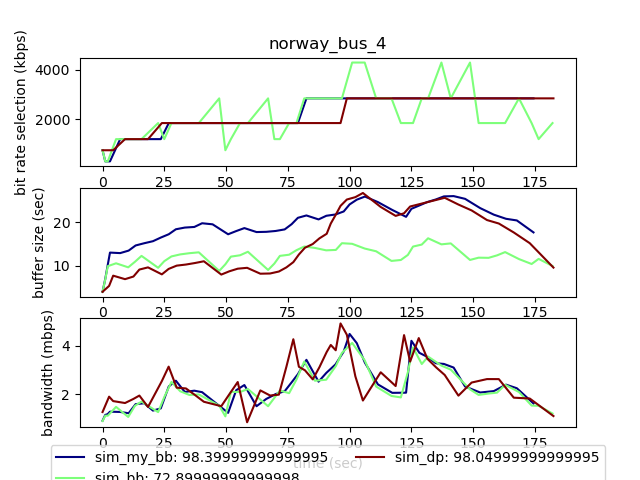 norway_bus_4
bit rate selection (kbps)
4000
2000
0 25 50 75 100 125 150 175
buffer size (sec)
20
10
0 25 50 75 100 125 150 175
bandwidth (mbps)
4
2
0 25 50 75 100 125 150 175
time (sec)
sim_my_bb: 98.39999999999995 sim_dp: 98.049999999999995
sim_bb: 72.89999999999998